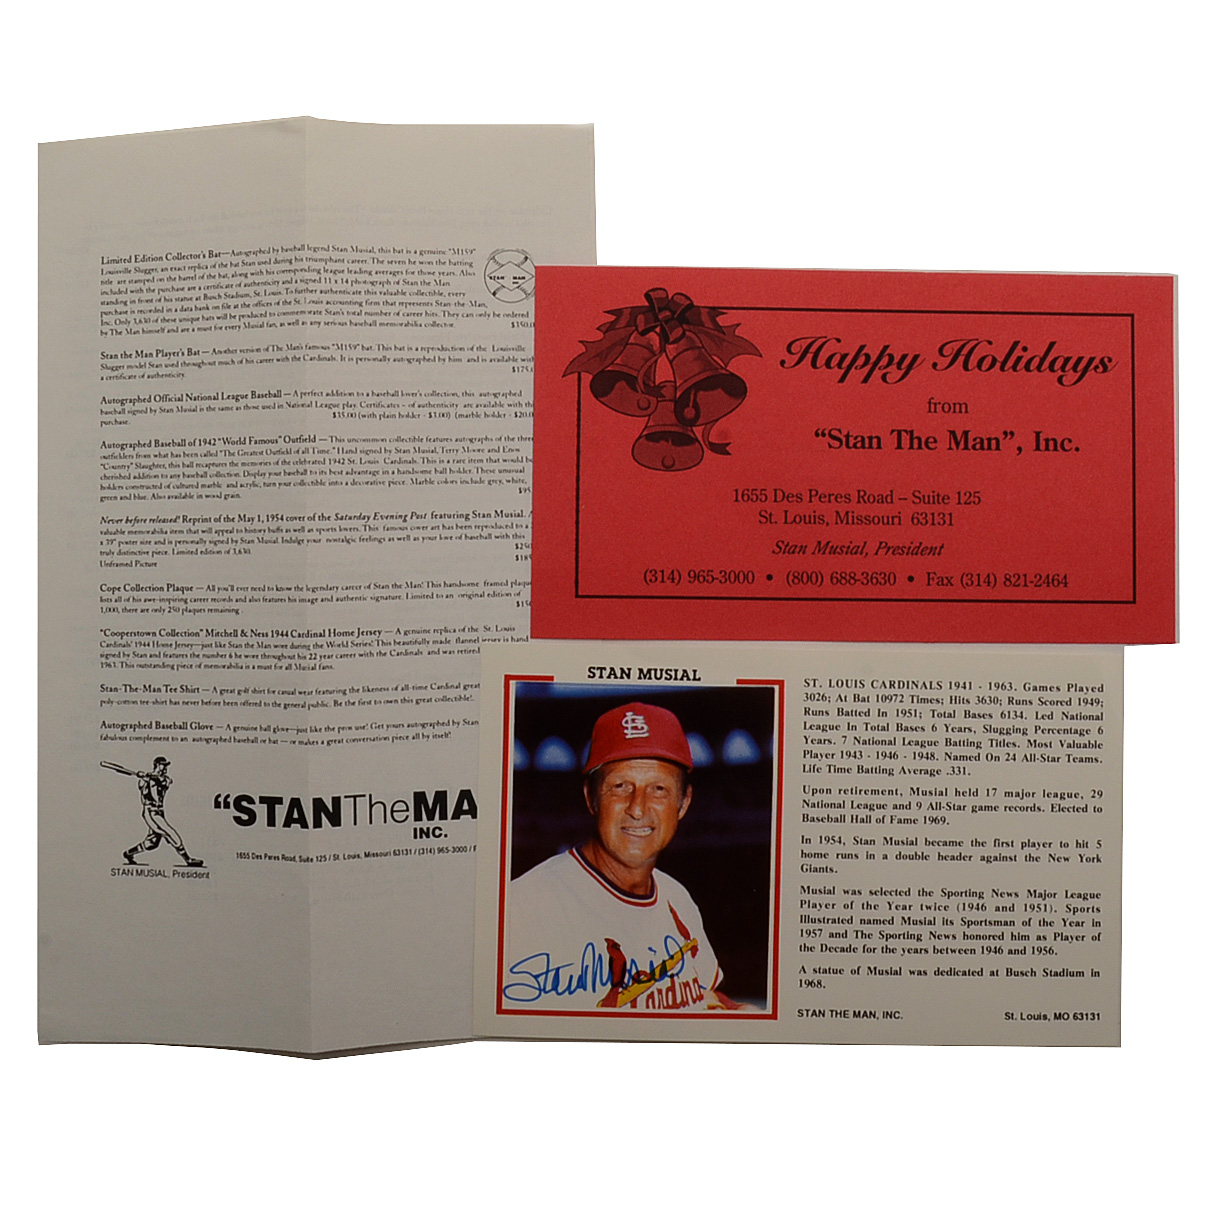 Limited Edition Collector's Bat—Autographed by baseball legend Stan Musial, this bat is a genuine "M159"
Louisville Slugger, an exact replica of the bat Stan used during his triumphant career. The seven he won the batting
title are stamped on the barrel of the bat, along with his corresponding league leading averages for those years. Also
included with the purchase are a certificate of authenticity and a signed 11 x 14 photograph of Stan the Man
standing in front of his statue at Busch Stadium, St. Louis. To further authenticate this valuable collectible, every
purchase is recorded in a data bank on file at the offices of the St. Louis accounting firm that represents Stan-the-Man,
Inc. Only 3,630 of these unique bats will be produced to commemorate Stan's total number of career hits. They can only be ordered
by The Man himself and are a must for every Musial fan, as well as any serious baseball memorabilia collector. $350.0
STAN MAN
INC
Stan the Man Player's Bat — Another version of The Man's famous "M159" bat. This bat is a reproduction of the Louisville
Slugger model Stan used throughout much of his career with the Cardinals. It is personally autographed by him and is available with
a certificate of authenticity. $175.0
Autographed Official National League Baseball — A perfect addition to a baseball lover's collection, this autographed
baseball signed by Stan Musial is the same as those used in National League play. Certificates - of authenticity are available with the
purchase. $35.00 (with plain holder - $3.00) (marble holder - $20.0
Autographed Baseball of 1942 "World Famous" Outfield — This uncommon collectible features autographs of the three
outfielders from what has been called "The Greatest Outfield of all Time." Hand signed by Stan Musial, Terry Moore and Enos
"Country" Slaughter, this ball recaptures the memories of the celebrated 1942 St. Louis Cardinals. This is a rare item that would be
cherished addition to any baseball collection. Display your baseball to its best advantage in a handsome ball holder. These unusual
holders constructed of cultured marble and acrylic, turn your collectible into a decorative piece. Marble colors include grey, white,
green and blue. Also available in wood grain. $95
Never before released! Reprint of the May 1, 1954 cover of the Saturday Evening Post featuring Stan Musial. A
valuable memorabilia item that will appeal to history buffs as well as sports lovers. This famous cover art has been reproduced to a
x 39" poster size and is personally signed by Stan Musial. Indulge your nostalgic feelings as well as your love of baseball with this
truly distinctive piece. Limited edition of 3,630. $250
Unframed Picture $185
Cope Collection Plaque — All you'll ever need to know the legendary career of Stan the Man! This handsome framed plaque
lists all of his awe-inspiring career records and also features his image and authentic signature. Limited to an original edition of
1,000, there are only 250 plaques remaining. $150
"Cooperstown Collection" Mitchell & Ness 1944 Cardinal Home Jersey — A genuine replica of the St. Louis
Cardinals' 1944 Home Jersey—just like Stan the Man wore during the World Series! This beautifully made flannel jersey is hand
signed by Stan and features the number 6 he wore throughout his 22 year career with the Cardinals and was retired
1963. This outstanding piece of memorabilia is a must for all Musial fans.
Stan-The-Man Tee Shirt — A great golf shirt for casual wear featuring the likeness of all-time Cardinal great
poly-cotton tee-shirt has never before been offered to the general public. Be the first to own this great collectible!
Autographed Baseball Glove — A genuine ball glove—just like the pros use! Get yours autographed by Stan
fabulous complement to an autographed baseball or bat — or makes a great conversation piece all by itself!
"STANTheMA
INC.
1655 Des Peres Road, Suite 125 / St. Louis, Missouri 63131 / (314) 965-3000 / F
STAN MUSIAL, President
Happy Holidays
from
"Stan The Man", Inc.
1655 Des Peres Road – Suite 125
St. Louis, Missouri 63131
Stan Musial, President
(314) 965-3000 • (800) 688-3630 • Fax (314) 821-2464
STAN MUSIAL
STL
Cardinals
Stan Musial
ST. LOUIS CARDINALS 1941 - 1963. Games Played
3026; At Bat 10972 Times; Hits 3630; Runs Scored 1949;
Runs Batted In 1951; Total Bases 6134. Led National
League In Total Bases 6 Years, Slugging Percentage 6
Years. 7 National League Batting Titles. Most Valuable
Player 1943 - 1946 - 1948. Named On 24 All-Star Teams.
Life Time Batting Average .331.
Upon retirement, Musial held 17 major league, 29
National League and 9 All-Star game records. Elected to
Baseball Hall of Fame 1969.
In 1954, Stan Musial became the first player to hit 5
home runs in a double header against the New York
Giants.
Musial was selected the Sporting News Major League
Player of the Year twice (1946 and 1951). Sports
Illustrated named Musial its Sportsman of the Year in
1957 and The Sporting News honored him as Player of
the Decade for the years between 1946 and 1956.
A statue of Musial was dedicated at Busch Stadium in
1968.
STAN THE MAN, INC. St. Louis, MO 63131